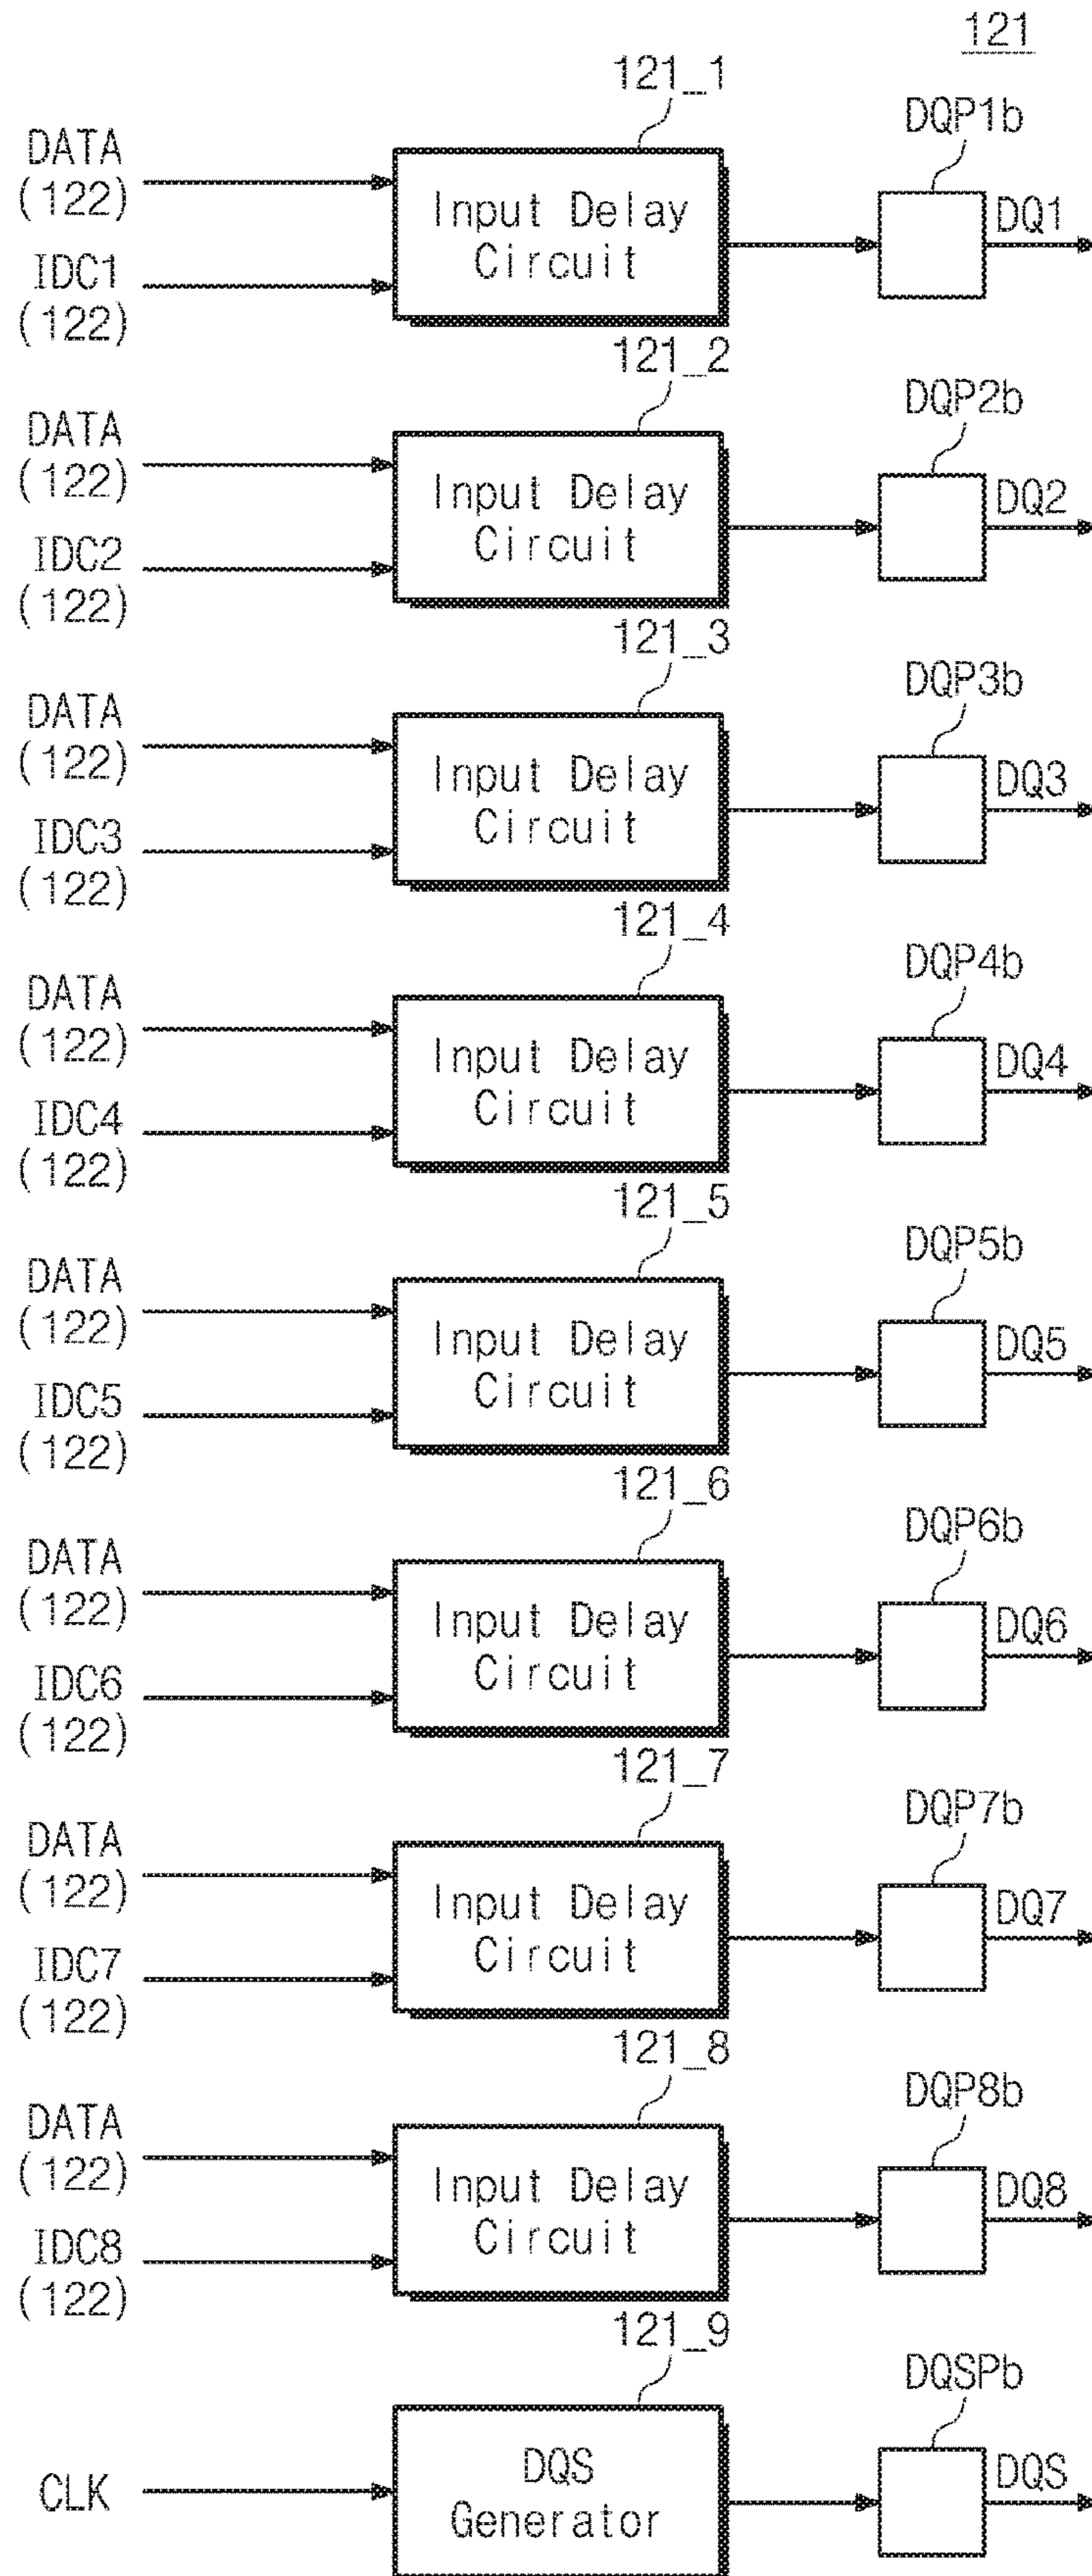 121
121_1
DQP1b
DATA
(122)
Input Delay
Circuit
DQ1
IDC1
(122)
121_2
DQP2b
DATA
(122)
Input Delay
Circuit
DQ2
IDC2
(122)
121_3
DQP3b
DATA
(122)
Input Delay
Circuit
DQ3
IDC3
(122)
121_4
DQP4b
DATA
(122)
Input Delay
Circuit
DQ4
IDC4
(122)
121_5
DQP5b
DATA
(122)
Input Delay
Circuit
DQ5
IDC5
(122)
121_6
DQP6b
DATA
(122)
Input Delay
Circuit
DQ6
IDC6
(122)
121_7
DQP7b
DATA
(122)
Input Delay
Circuit
DQ7
IDC7
(122)
121_8
DQP8b
DATA
(122)
Input Delay
Circuit
DQ8
IDC8
(122)
121_9
DQSPb
CLK
DQS
Generator
DQS